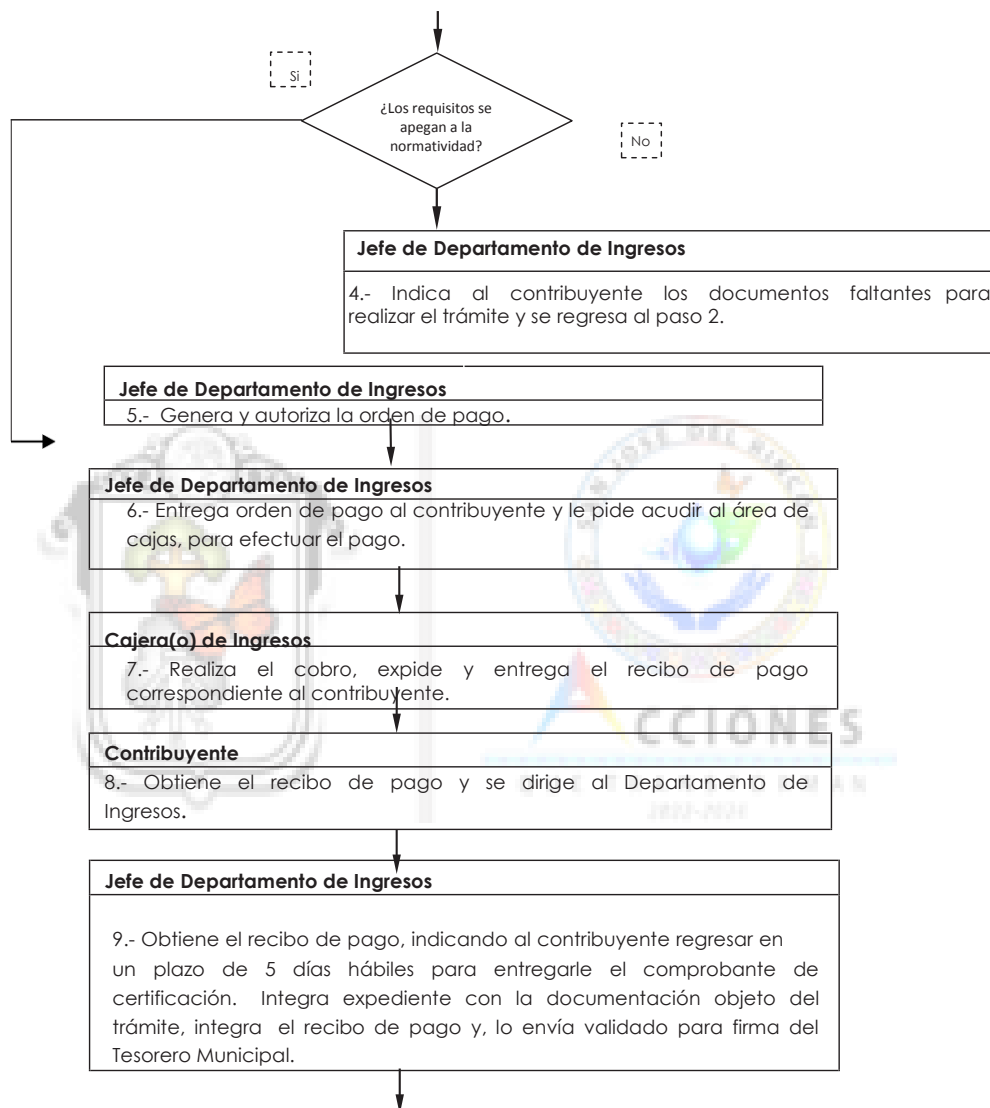 Si
¿Los requisitos se
apegan a la
normatividad?
No
Jefe de Departamento de Ingresos
4.- Indica al contribuyente los documentos faltantes para
realizar el trámite y se regresa al paso 2.
Jefe de Departamento de Ingresos
5.- Genera y autoriza la orden de pago.
Jefe de Departamento de Ingresos
6.- Entrega orden de pago al contribuyente y le pide acudir al área de
cajas, para efectuar el pago.
Cajera(o) de Ingresos
7.- Realiza el cobro, expide y entrega el recibo de pago
correspondiente al contribuyente.
Contribuyente
8.- Obtiene el recibo de pago y se dirige al Departamento de
Ingresos.
Jefe de Departamento de Ingresos
9.- Obtiene el recibo de pago, indicando al contribuyente regresar en
un plazo de 5 días hábiles para entregarle el comprobante de
certificación. Integra expediente con la documentación objeto del
trámite, integra el recibo de pago y, lo envía validado para firma del
Tesorero Municipal.
SAN JOSÉ DEL RINCÓN
ACCIONES